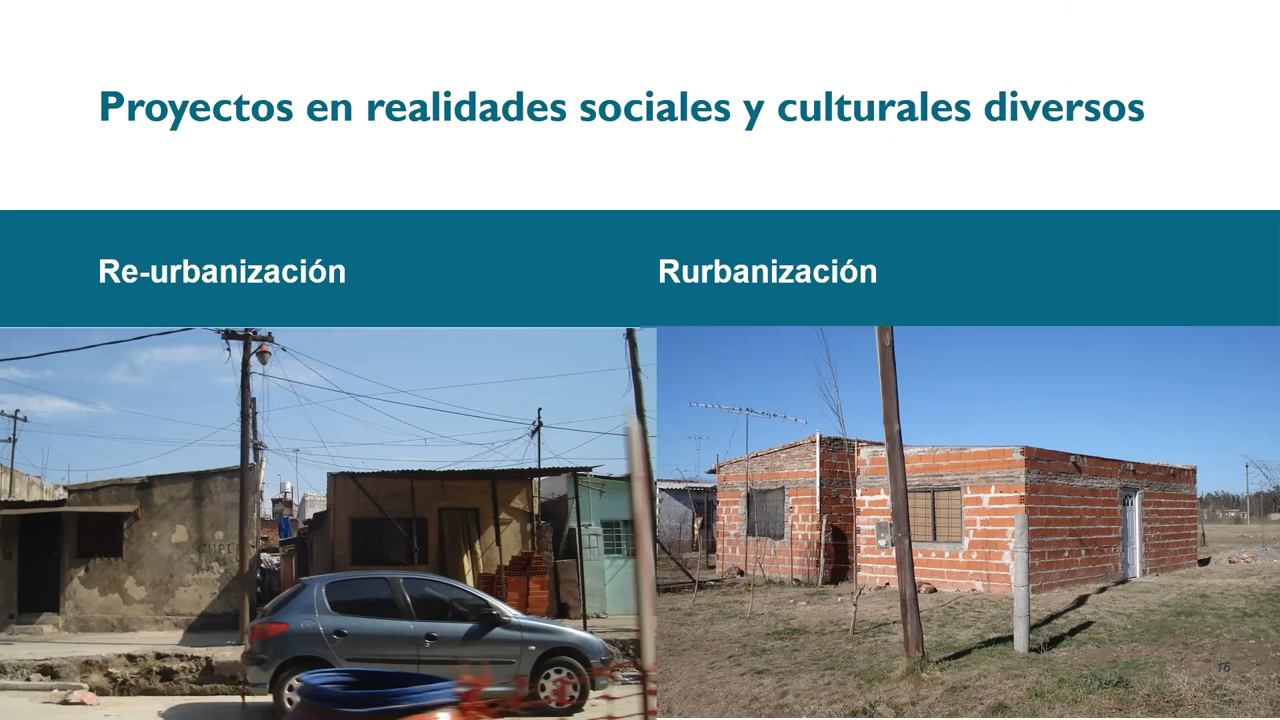 Proyectos en realidades sociales y culturales diversos
Re-urbanización
Rurbanización
16